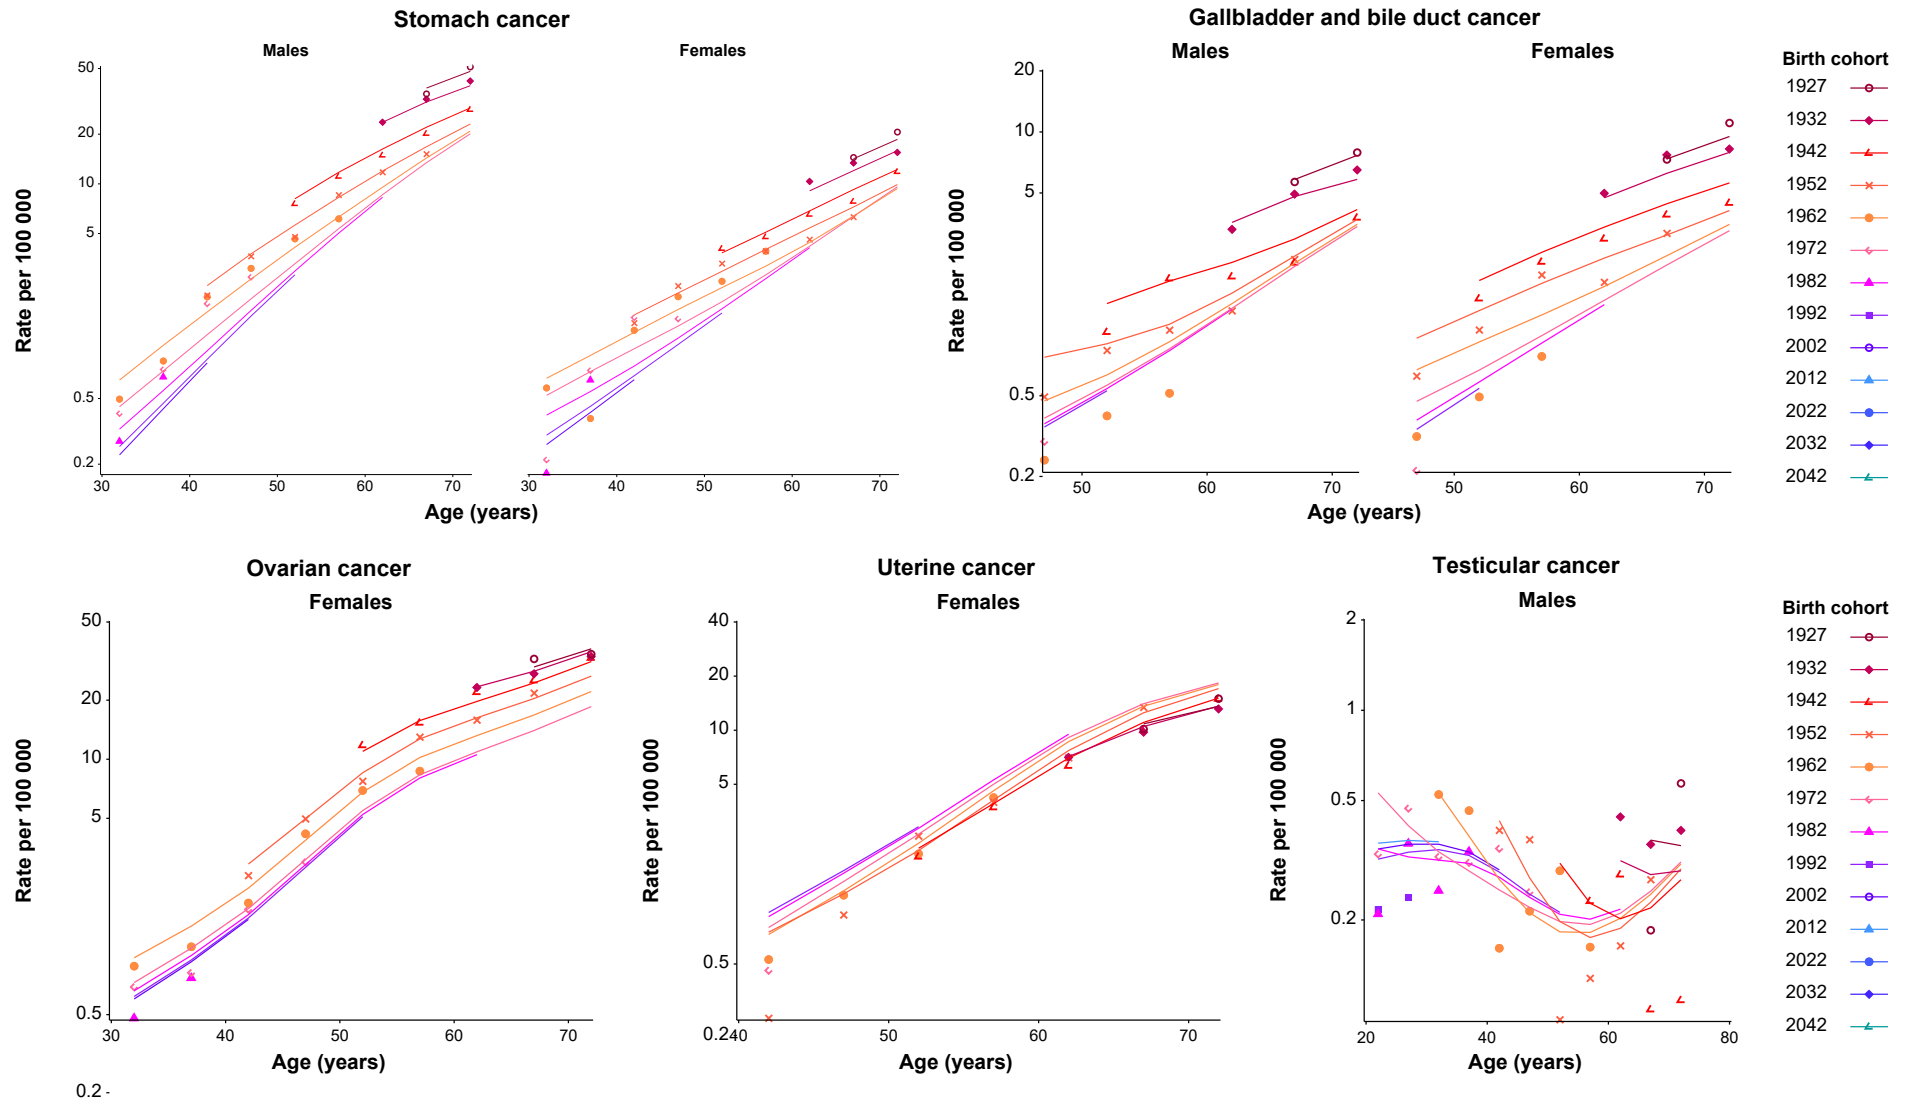 Stomach cancer
Males
Females
Rate per 100 000
50
20
10
5
0.5
0.2
30 40 50 60 70
30 40 50 60 70
Age (years)
Gallbladder and bile duct cancer
Males
Females
Rate per 100 000
20
10
5
0.5
0.2
50 60 70
50 60 70
Age (years)
Birth cohort
1927
1932
1942
1952
1962
1972
1982
1992
2002
2012
2022
2032
2042
Ovarian cancer
Females
Rate per 100 000
50
20
10
5
0.5
0.2
30 40 50 60 70
Age (years)
Uterine cancer
Females
Rate per 100 000
40
20
10
5
0.5
0.2
40 50 60 70
Age (years)
Testicular cancer
Males
Rate per 100 000
2
1
0.5
0.2
20 40 60 80
Age (years)
Birth cohort
1927
1932
1942
1952
1962
1972
1982
1992
2002
2012
2022
2032
2042